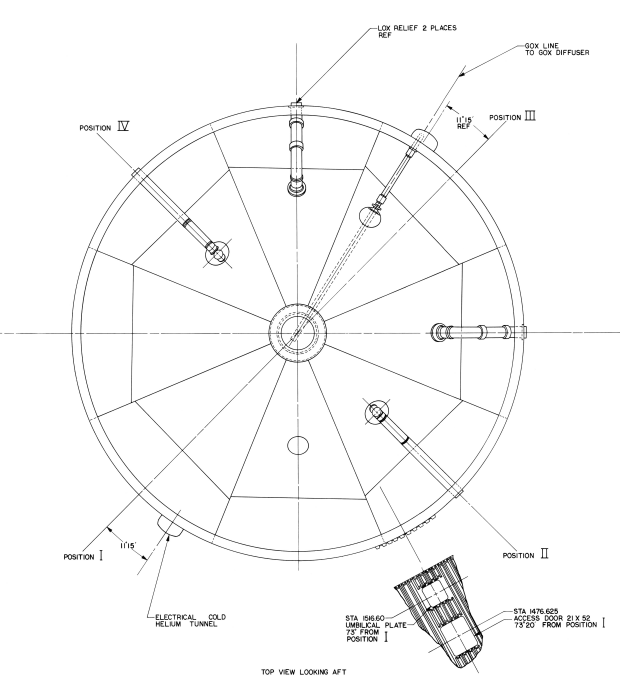 LOX RELIEF 2 PLACES
REF
GOX LINE
TO GOX DIFFUSER
11°15'
REF
POSITION III
POSITION IV
POSITION I
11°15'
POSITION II
ELECTRICAL COLD
HELIUM TUNNEL
STA 1516.60
UMBILICAL PLATE
73° FROM
POSITION I
STA 1476.625
ACCESS DOOR 21 X 52
73°20' FROM POSITION I
TOP VIEW LOOKING AFT